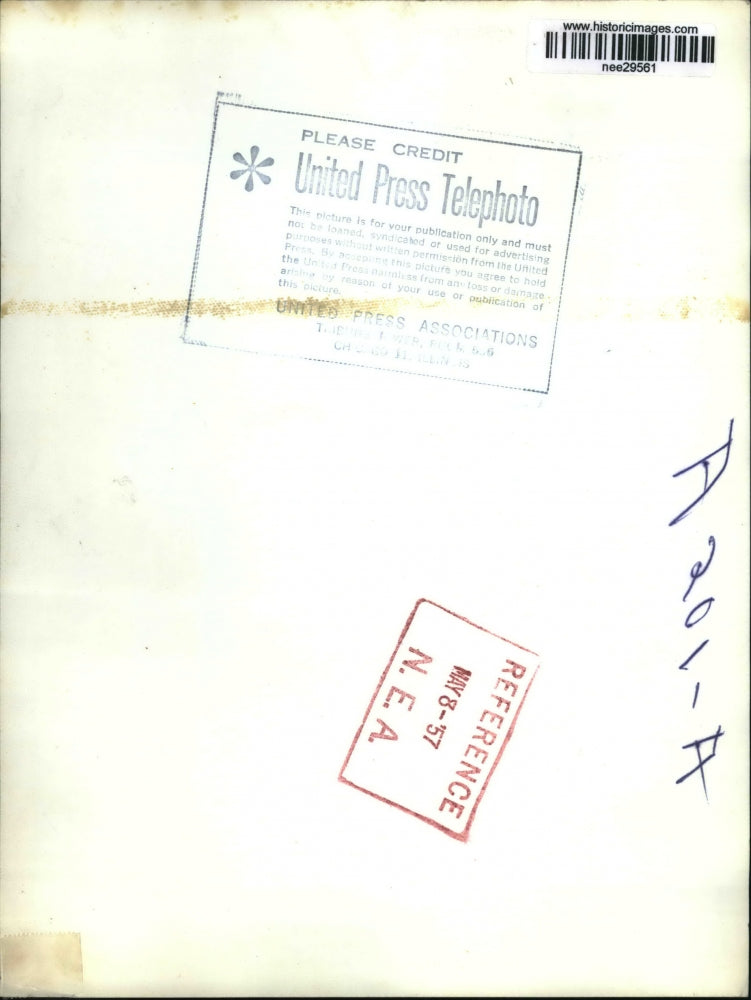 www.historicimages.com
nee29561
PLEASE CREDIT
United Press Telephoto
This picture is for your publication only and must
not be loaned, syndicated or used for advertising
purposes without written permission from the United
Press. By accepting this picture you agree to hold
the United Press harmless from any loss or damage
arising by reason of your use or publication of
this picture.
UNITED PRESS ASSOCIATIONS
REFERENCE
MAY 8-'57
N. E. A.
A 201-A